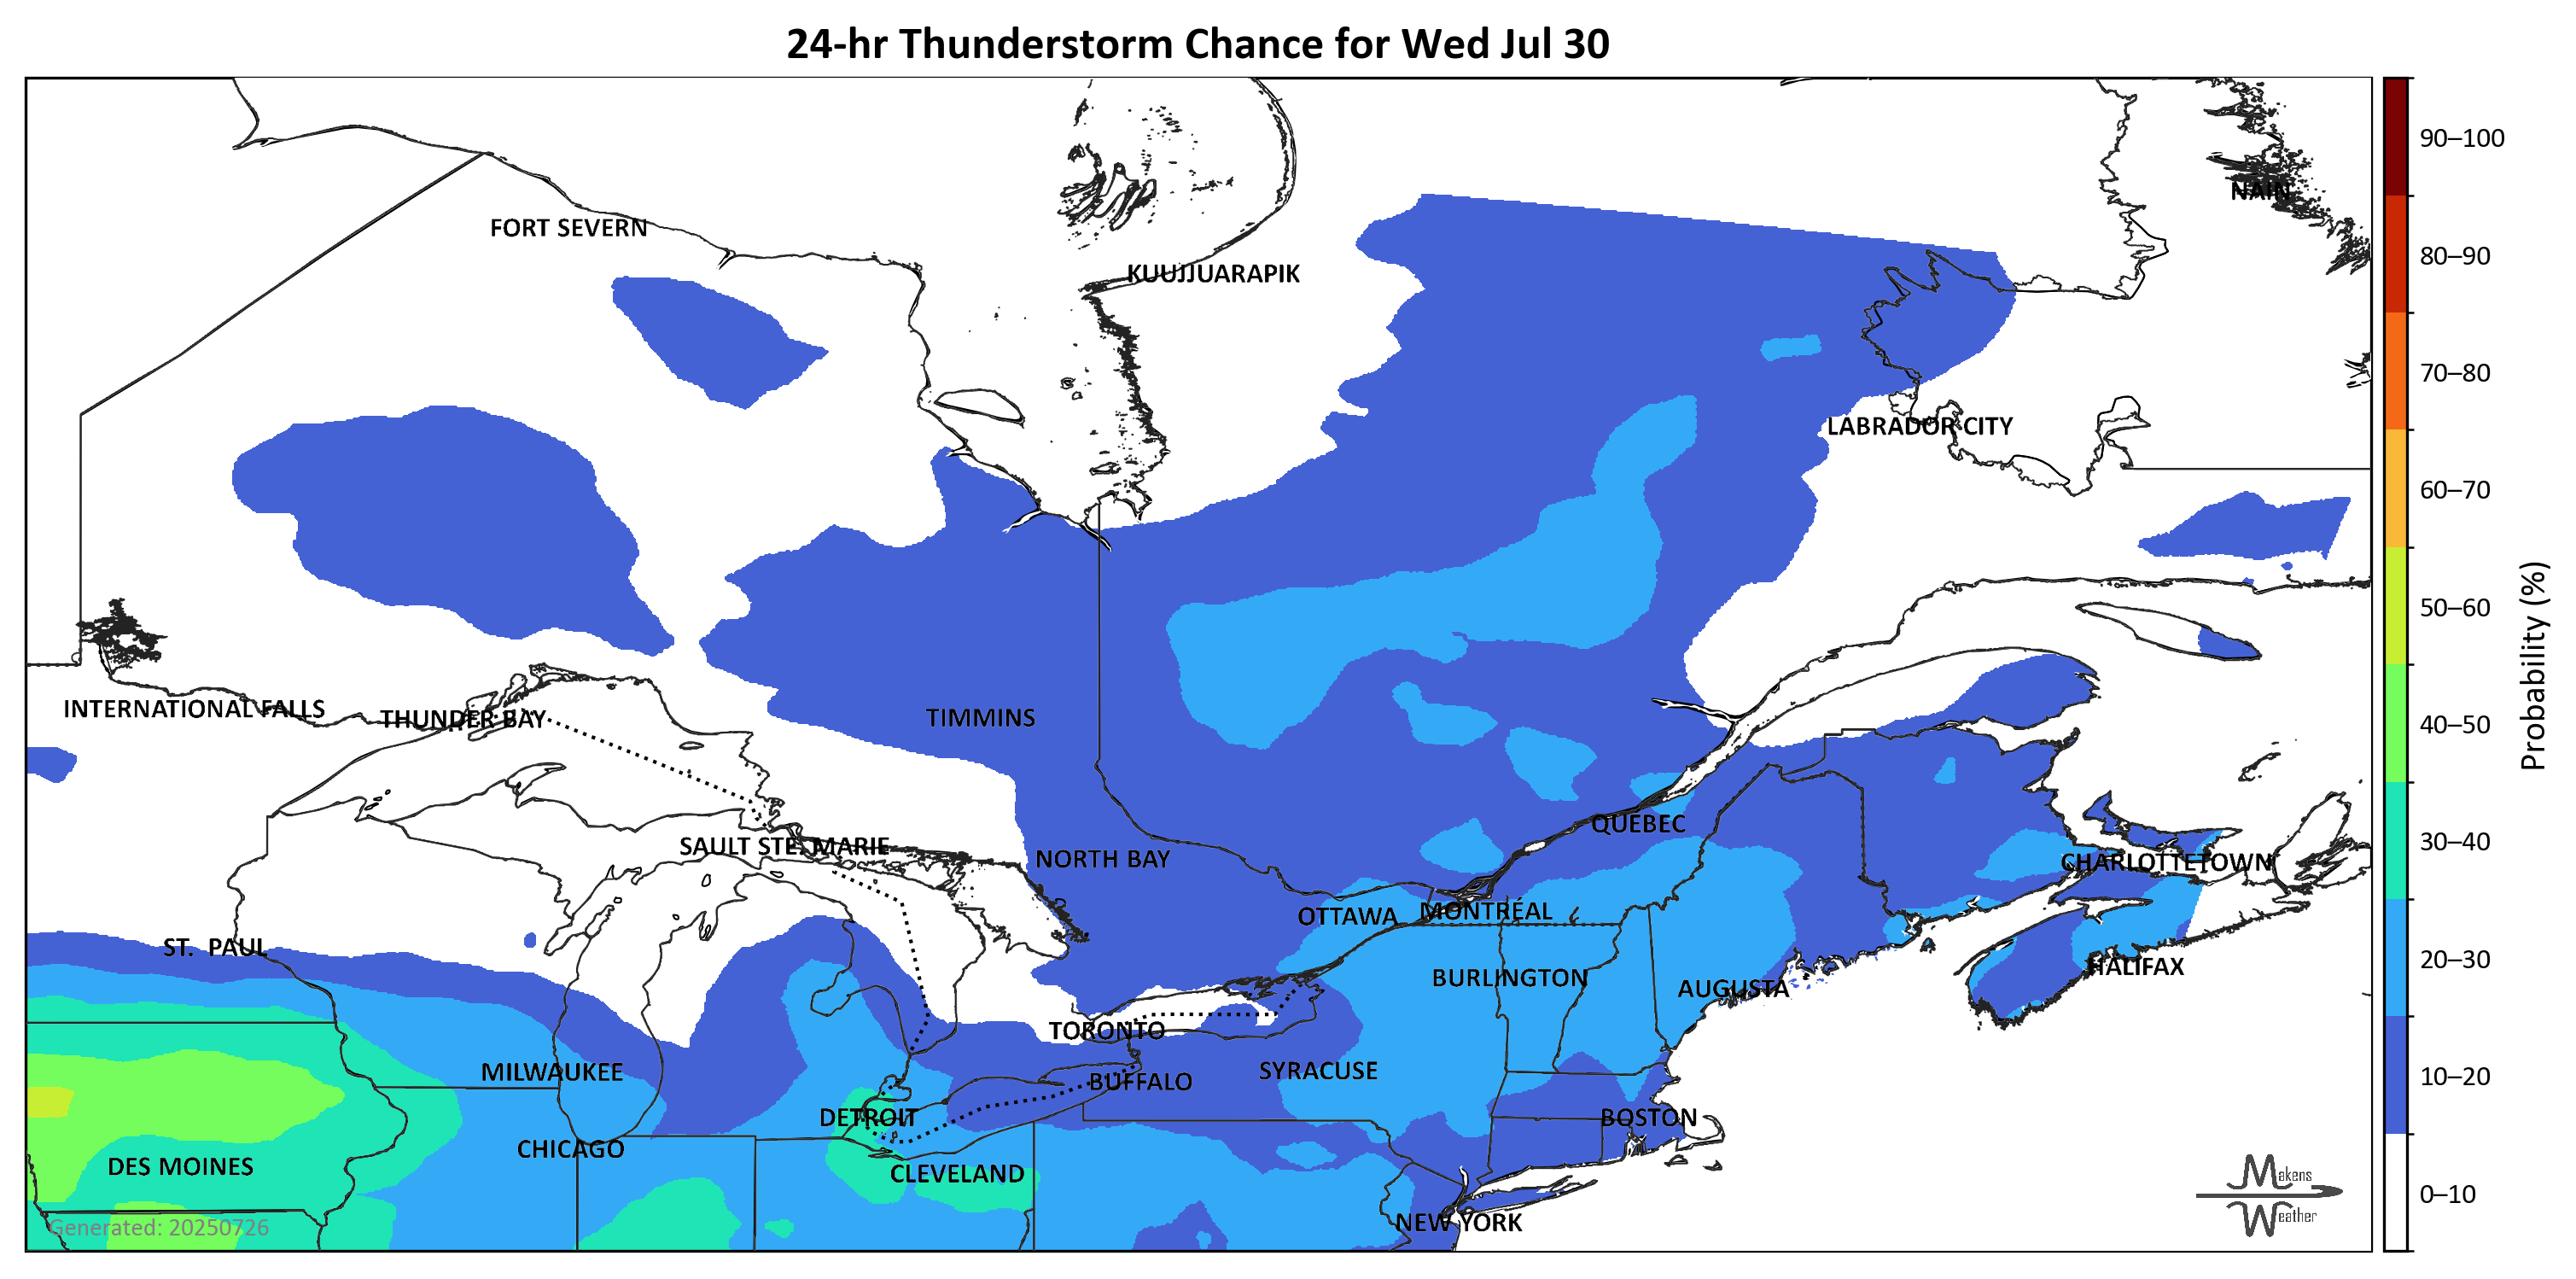 24-hr Thunderstorm Chance for Wed Jul 30
90–100
NAIN
FORT SEVERN
80–90
KUUJJUARAPIK
70–80
LABRADOR CITY
60–70
50–60
INTERNATIONAL FALLS
THUNDER BAY
TIMMINS
40–50
Probability (%)
QUEBEC
SAULT STE. MARIE
NORTH BAY
CHARLOTTETOWN
30–40
OTTAWA
MONTRÉAL
ST. PAUL
HALIFAX
20–30
BURLINGTON
AUGUSTA
TORONTO
MILWAUKEE
SYRACUSE
BUFFALO
10–20
DETROIT
BOSTON
CHICAGO
DES MOINES
CLEVELAND
Makens
Weather
0–10
NEW YORK
Generated: 20250726